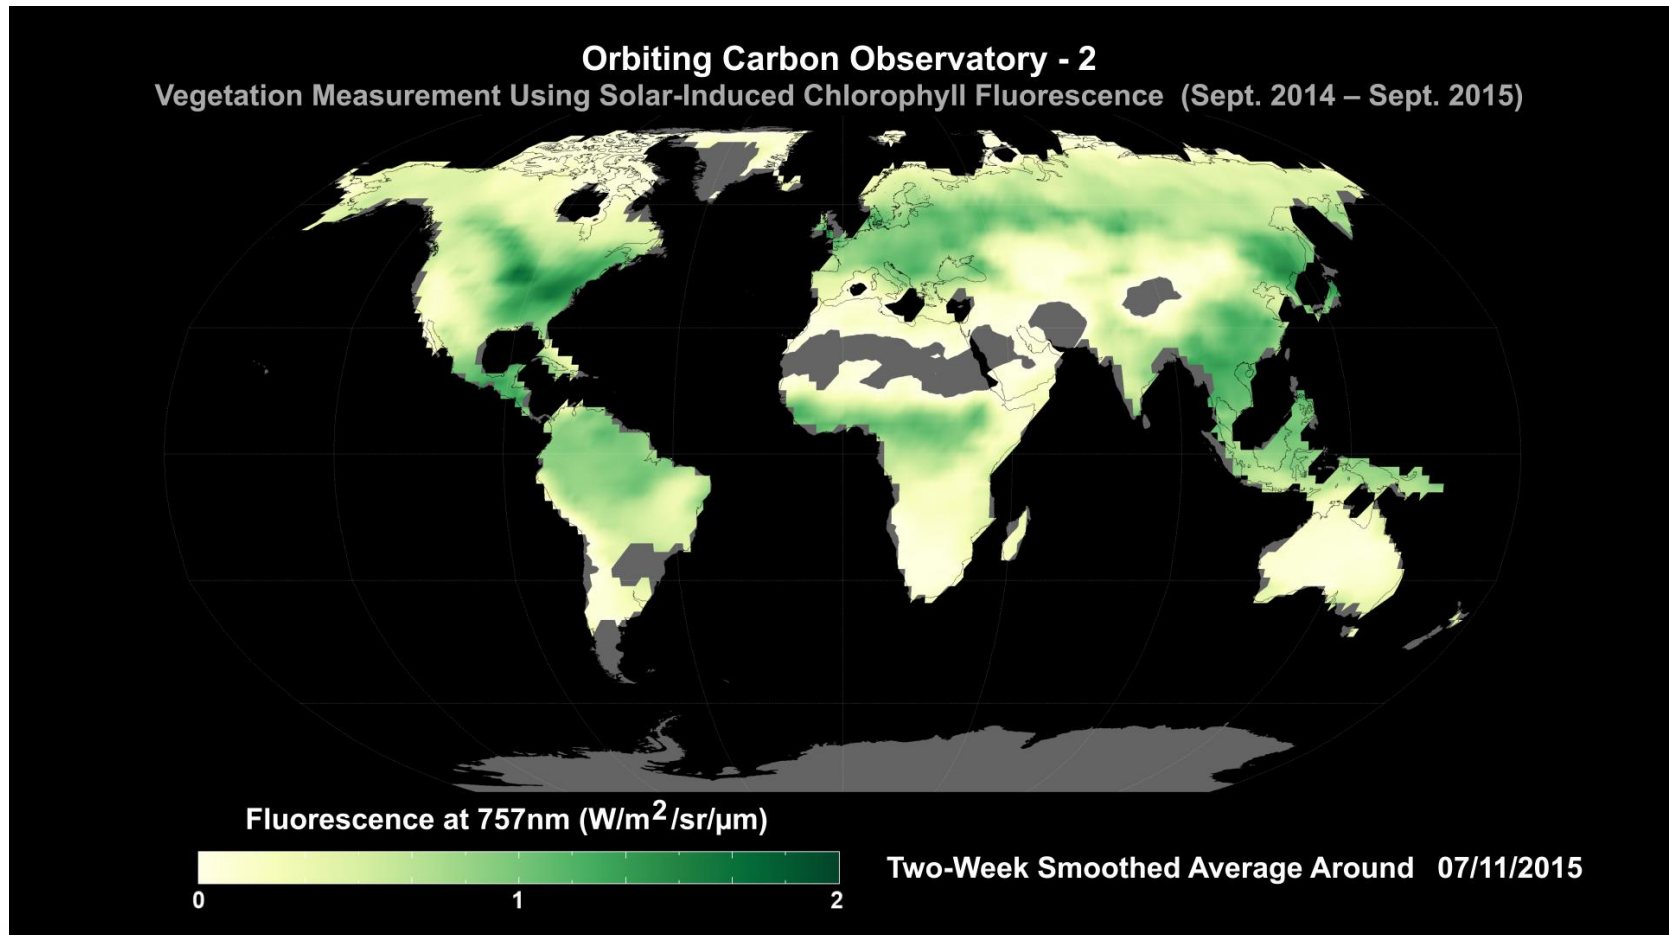 Orbiting Carbon Observatory - 2
Vegetation Measurement Using Solar-Induced Chlorophyll Fluorescence (Sept. 2014 – Sept. 2015)
Fluorescence at 757nm (W/m²/sr/µm)
0 1 2
Two-Week Smoothed Average Around 07/11/2015